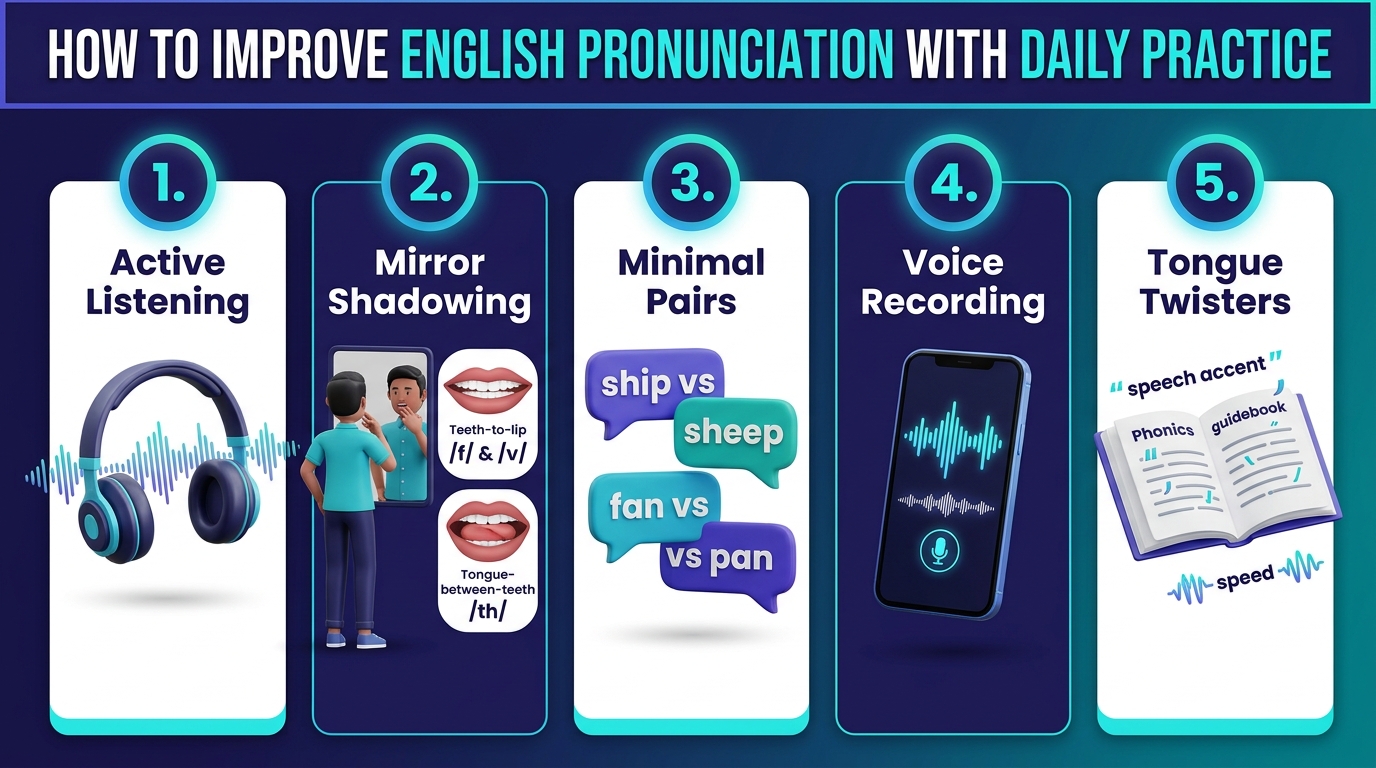 HOW TO IMPROVE ENGLISH PRONUNCIATION WITH DAILY PRACTICE
1.
Active
Listening
2.
Mirror
Shadowing
Teeth-to-lip
/f/ & /v/
Tongue-
between-teeth
/th/
3.
Minimal
Pairs
ship vs
sheep
fan vs
vs pan
4.
Voice
Recording
5.
Tongue
Twisters
“speech accent”
Phonics
guidebook
speed